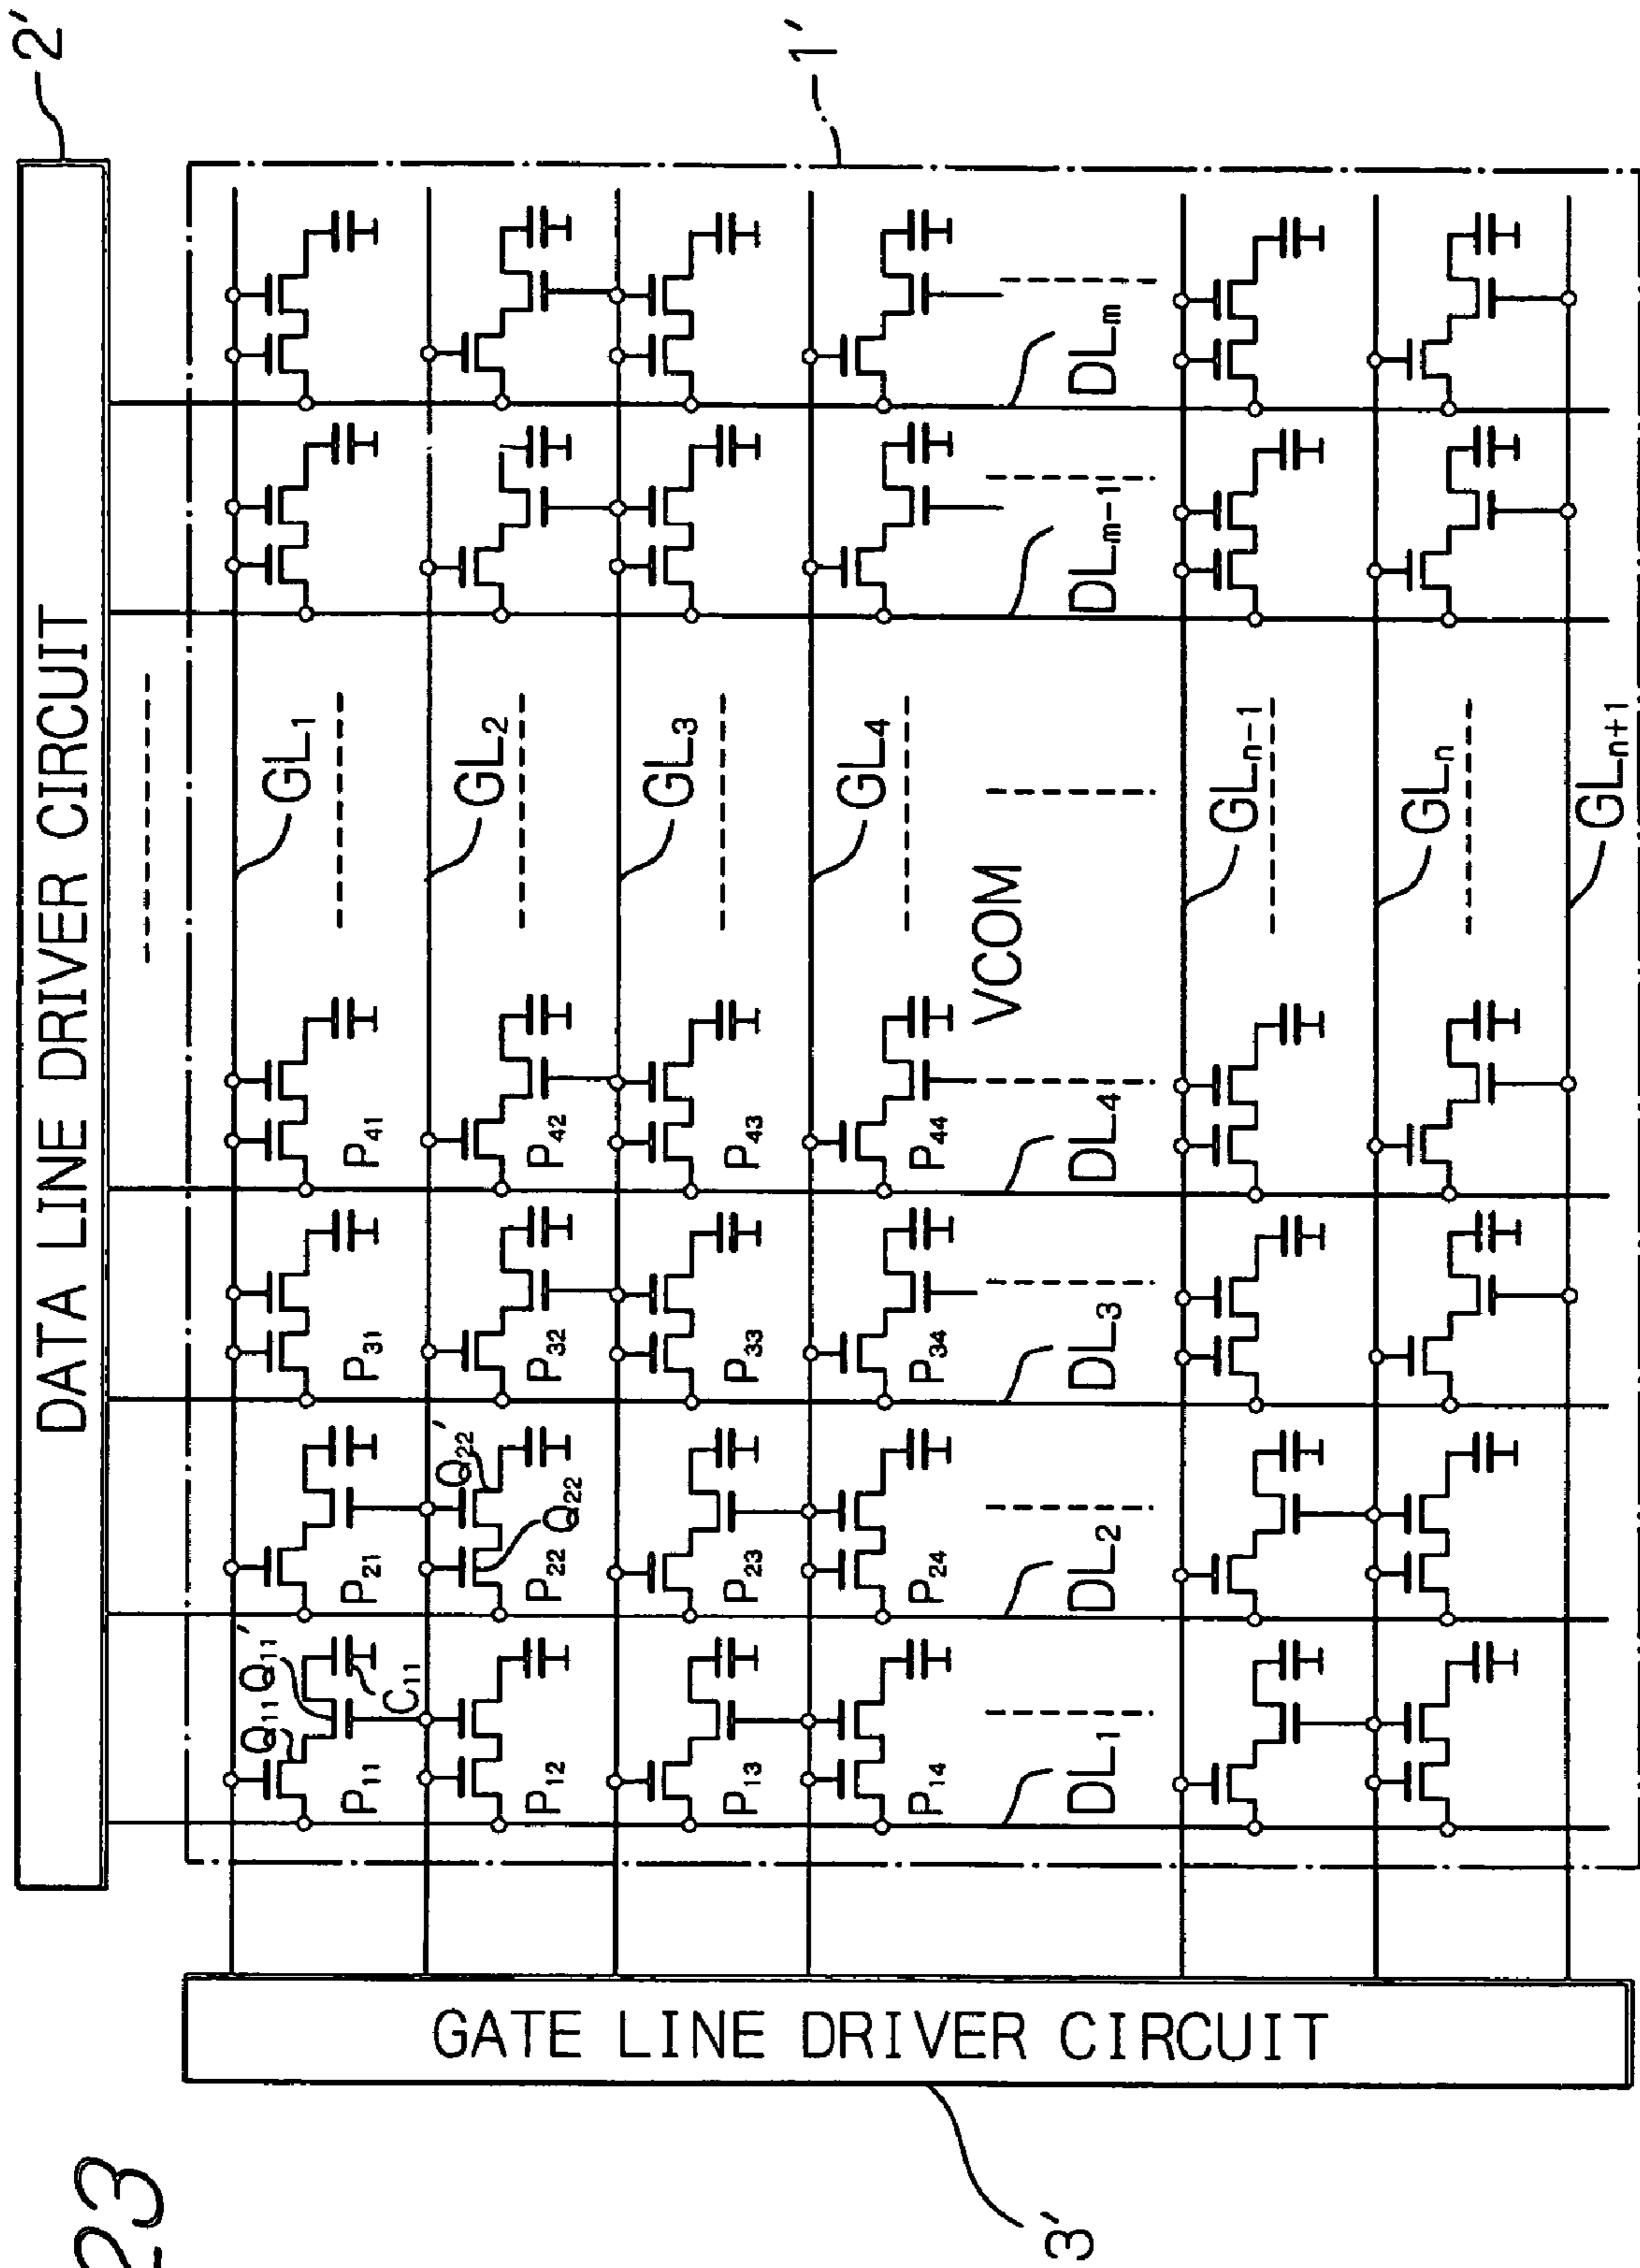 23
2'
DATA LINE DRIVER CIRCUIT
1'
GATE LINE DRIVER CIRCUIT
3'
Q11 Q11'
C11
P11 P21 P31 P41
GL1
Q22'
Q22
P12 P22 P32 P42
GL2
P13 P23 P33 P43
GL3
P14 P24 P34 P44
GL4
VCOM
DL1 DL2 DL3 DL4 DLm-1 DLm
GLn-1
GLn
GLn+1